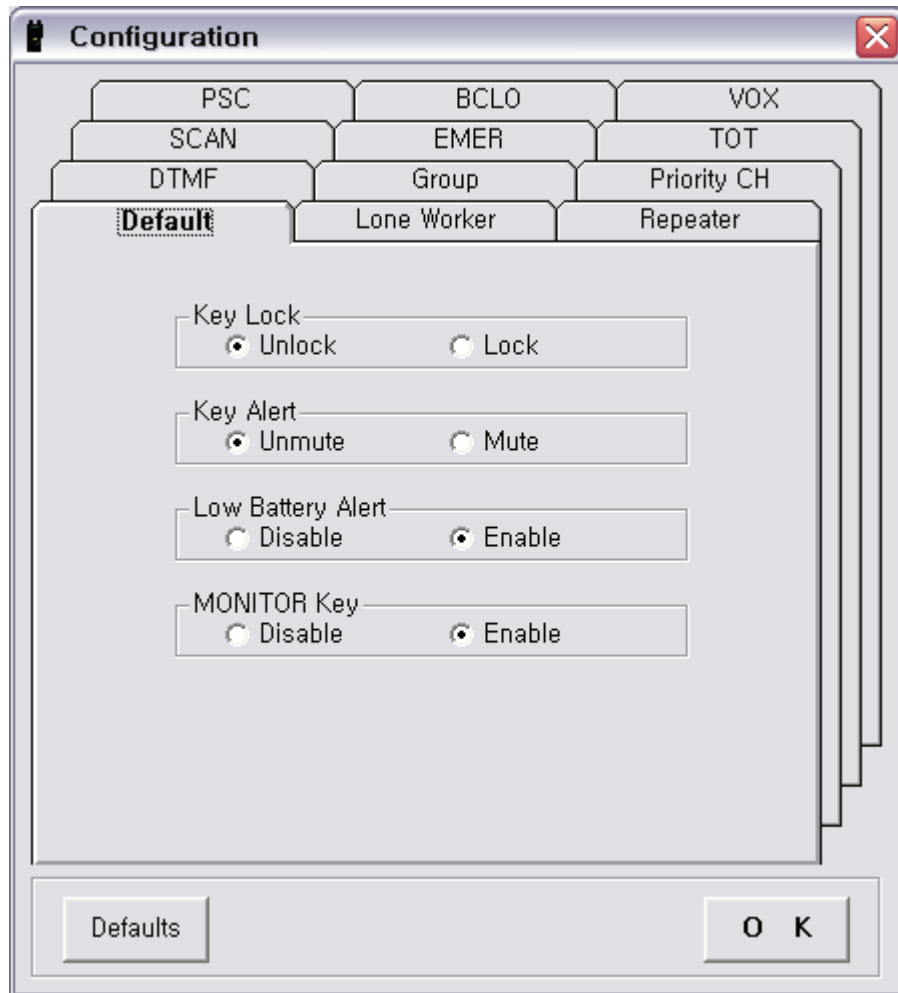 Configuration
PSC BCLO VOX
SCAN EMER TOT
DTMF Group Priority CH
Default Lone Worker Repeater
Key Lock
Unlock Lock
Key Alert
Unmute Mute
Low Battery Alert
Disable Enable
MONITOR Key
Disable Enable
Defaults O K